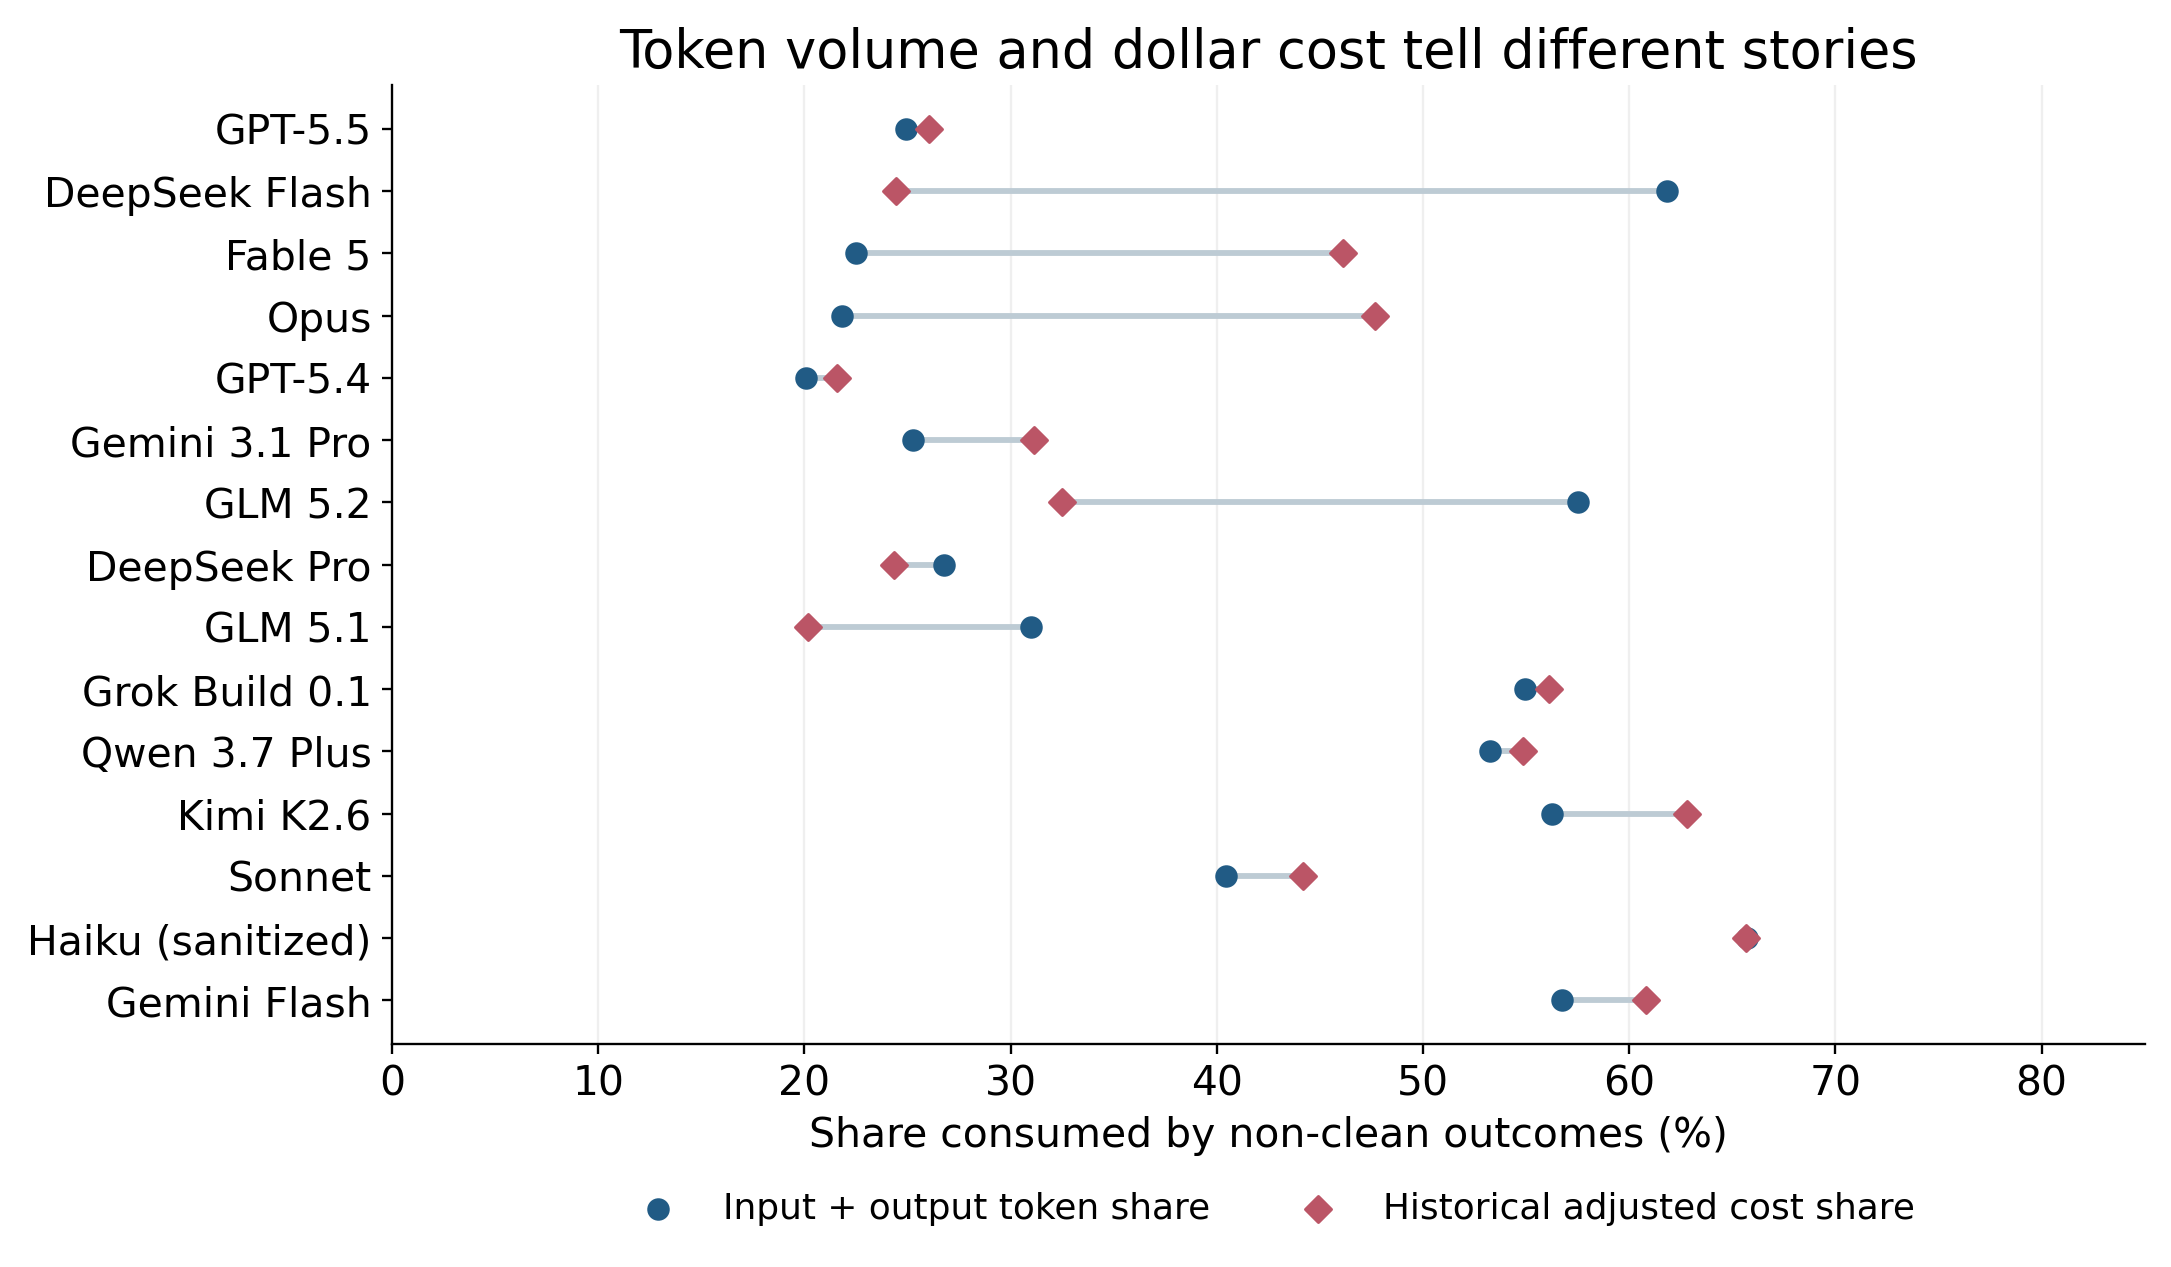 Token volume and dollar cost tell different stories
GPT-5.5
DeepSeek Flash
Fable 5
Opus
GPT-5.4
Gemini 3.1 Pro
GLM 5.2
DeepSeek Pro
GLM 5.1
Grok Build 0.1
Qwen 3.7 Plus
Kimi K2.6
Sonnet
Haiku (sanitized)
Gemini Flash
0 10 20 30 40 50 60 70 80
Share consumed by non-clean outcomes (%)
Input + output token share Historical adjusted cost share